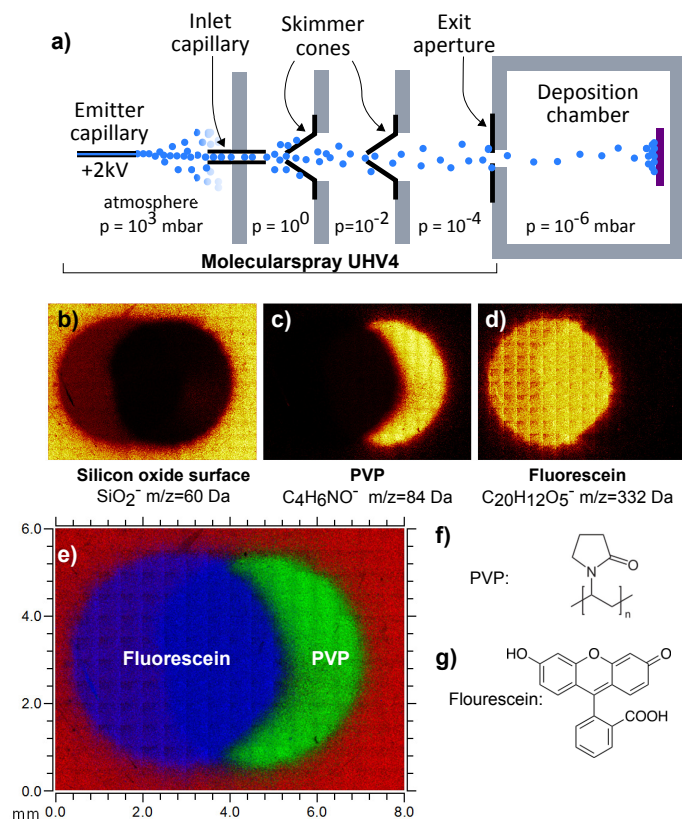 a)
Inlet
capillary
Skimmer
cones
Exit
aperture
Emitter
capillary
+2kV
Deposition
chamber
atmosphere
p = 10³ mbar
p = 10⁰
p=10⁻²
p = 10⁻⁴
p = 10⁻⁶ mbar
Molecularspray UHV4
b)
c)
d)
Silicon oxide surface
SiO₂⁻ m/z=60 Da
PVP
C₄H₆NO⁻ m/z=84 Da
Fluorescein
C₂₀H₁₂O₅⁻ m/z=332 Da
e)
6.0
4.0
2.0
0.0
mm
0.0
2.0
4.0
6.0
8.0
Fluorescein
PVP
f)
PVP:
N
O
n
g)
Flourescein:
HO
O
O
COOH